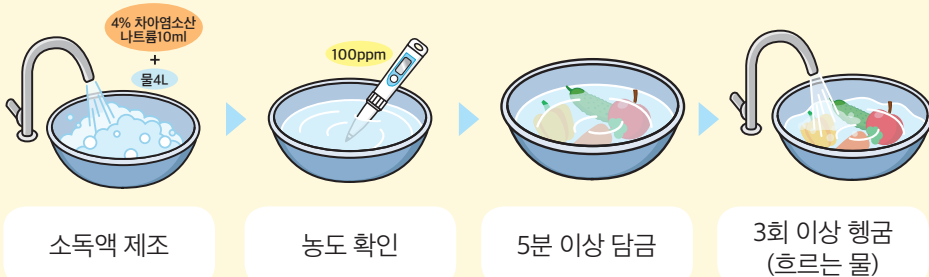 4% 차아염소산
나트륨10ml
+
물4L
100ppm
소독액 제조
농도 확인
5분 이상 담금
3회 이상 헹굼
(흐르는 물)